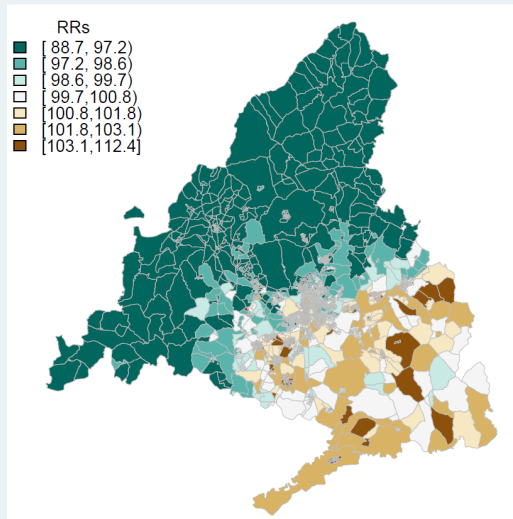 RRs
[ 88.7, 97.2)
[ 97.2, 98.6)
[ 98.6, 99.7)
[ 99.7,100.8)
[100.8,101.8)
[101.8,103.1)
[103.1,112.4]